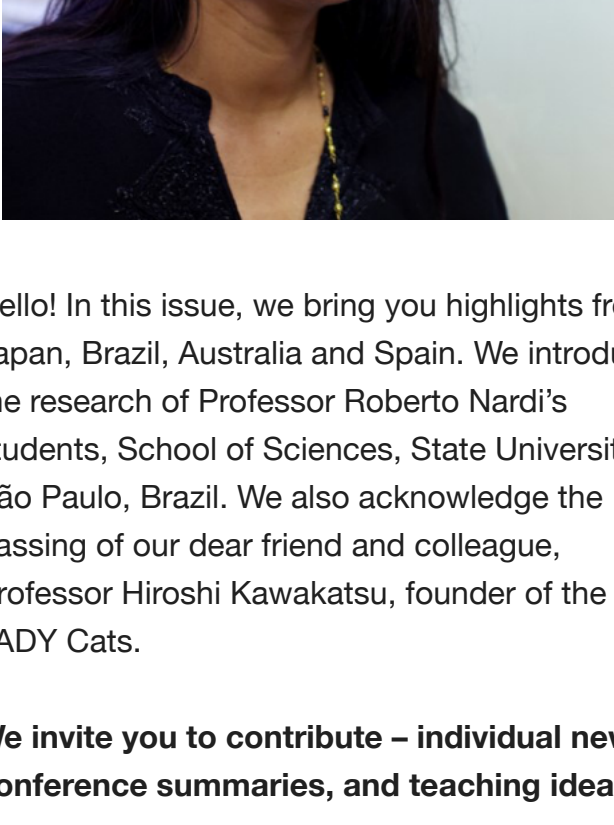 ello! In this issue, we bring you highlights fr
apan, Brazil, Australia and Spain. We introdu
he research of Professor Roberto Nardi’s
tudents, School of Sciences, State Universit
ão Paulo, Brazil. We also acknowledge the
assing of our dear friend and colleague,
rofessor Hiroshi Kawakatsu, founder of the
ADY Cats.
We invite you to contribute – individual new
onference summaries, and teaching idea